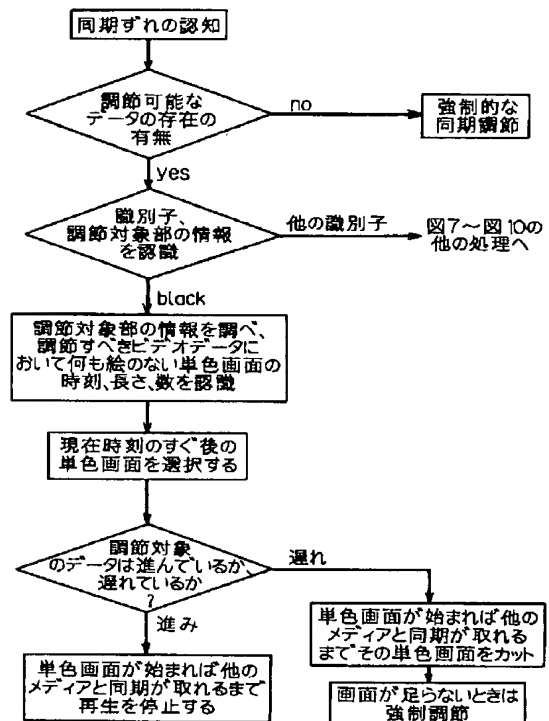 同期ずれの認知
調節可能な
データの存在の
有無
no
強制的な
同期調節
yes
識別子、
調節対象部の情報
を認識
他の識別子
図7～図10の
他の処理へ
black
調節対象部の情報を調べ、
調節すべきビデオデータに
おいて何も絵のない単色画面の
時刻、長さ、数を認識
現在時刻のすぐ後の
単色画面を選択する
調節対象
のデータは進んでいるか、
遅れているか
?
遅れ
進み
単色画面が始まれば他の
メディアと同期が取れる
までその単色画面をカット
単色画面が始まれば他の
メディアと同期が取れるまで
再生を停止する
画面が足らないときは
強制調節